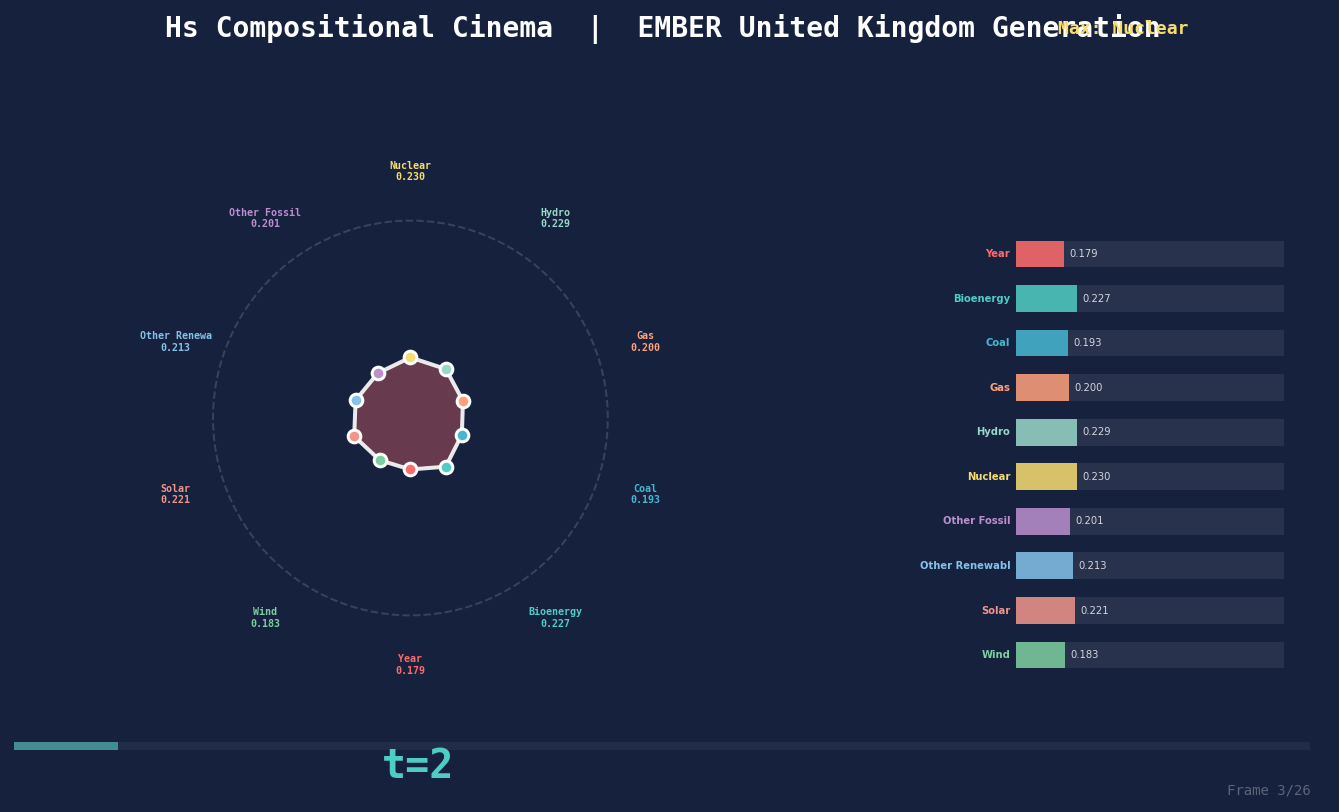 Hs Compositional Cinema | EMBER United Kingdom Generation
Max: Nuclear
Nuclear
0.230
Other Fossil
0.201
Hydro
0.229
Other Renewa
0.213
Gas
0.200
Solar
0.221
Coal
0.193
Wind
0.183
Bioenergy
0.227
Year
0.179
Year 0.179
Bioenergy 0.227
Coal 0.193
Gas 0.200
Hydro 0.229
Nuclear 0.230
Other Fossil 0.201
Other Renewabl 0.213
Solar 0.221
Wind 0.183
t=2
Frame 3/26